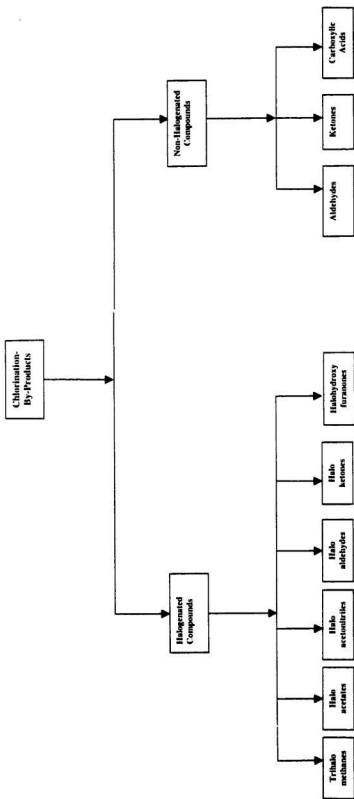 Chlorination-
By-Products
Halogenated
Compounds
Non-Halogenated
Compounds
Trihalo
methanes
Halo
acetates
Halo
acetonitriles
Halo
aldehydes
Halo
ketones
Halohydroxy
furanones
Aldehydes
Ketones
Carboxylic
Acids